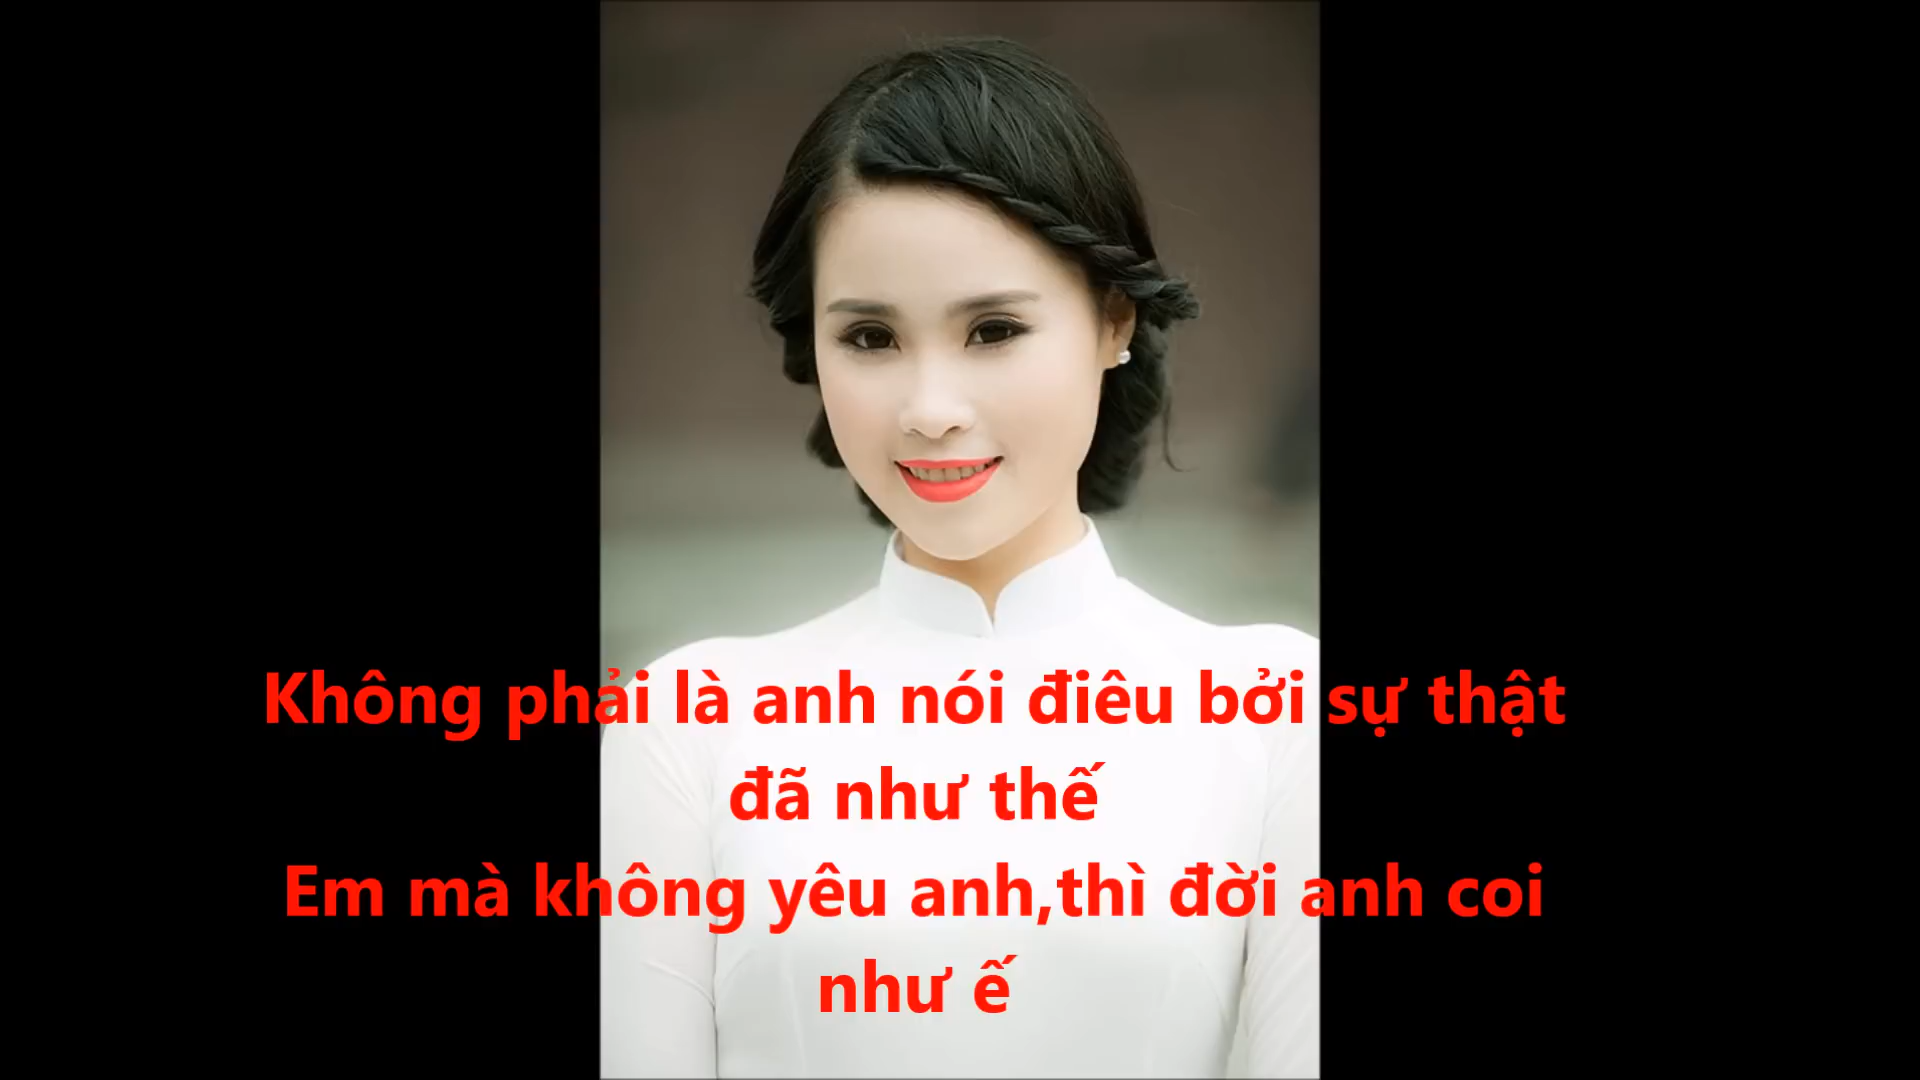 Không phải là anh nói điêu bởi sự thật
đã như thế
Em mà không yêu anh,thì đời anh coi
như ế